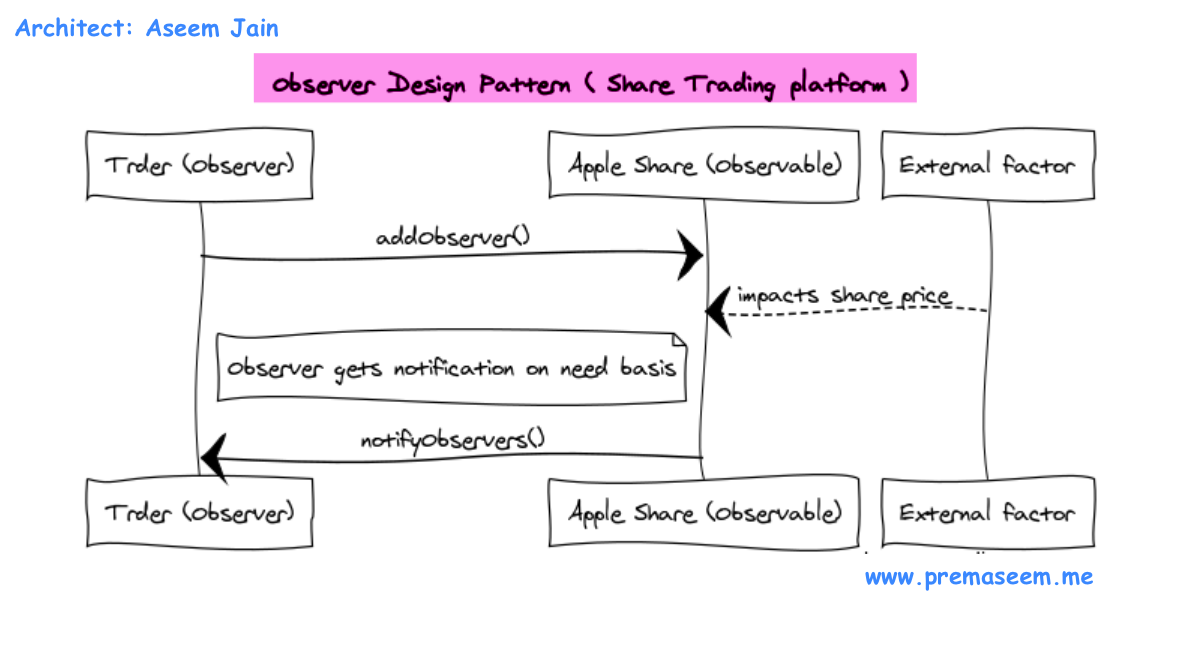 Architect: Aseem Jain
Observer Design Pattern ( Share Trading platform )
Trder (Observer)
Apple Share (Observable)
External factor
addObserver()
impacts share price
Observer gets notification on need basis
notifyObservers()
Trder (Observer)
Apple Share (Observable)
External factor
www.premaseem.me